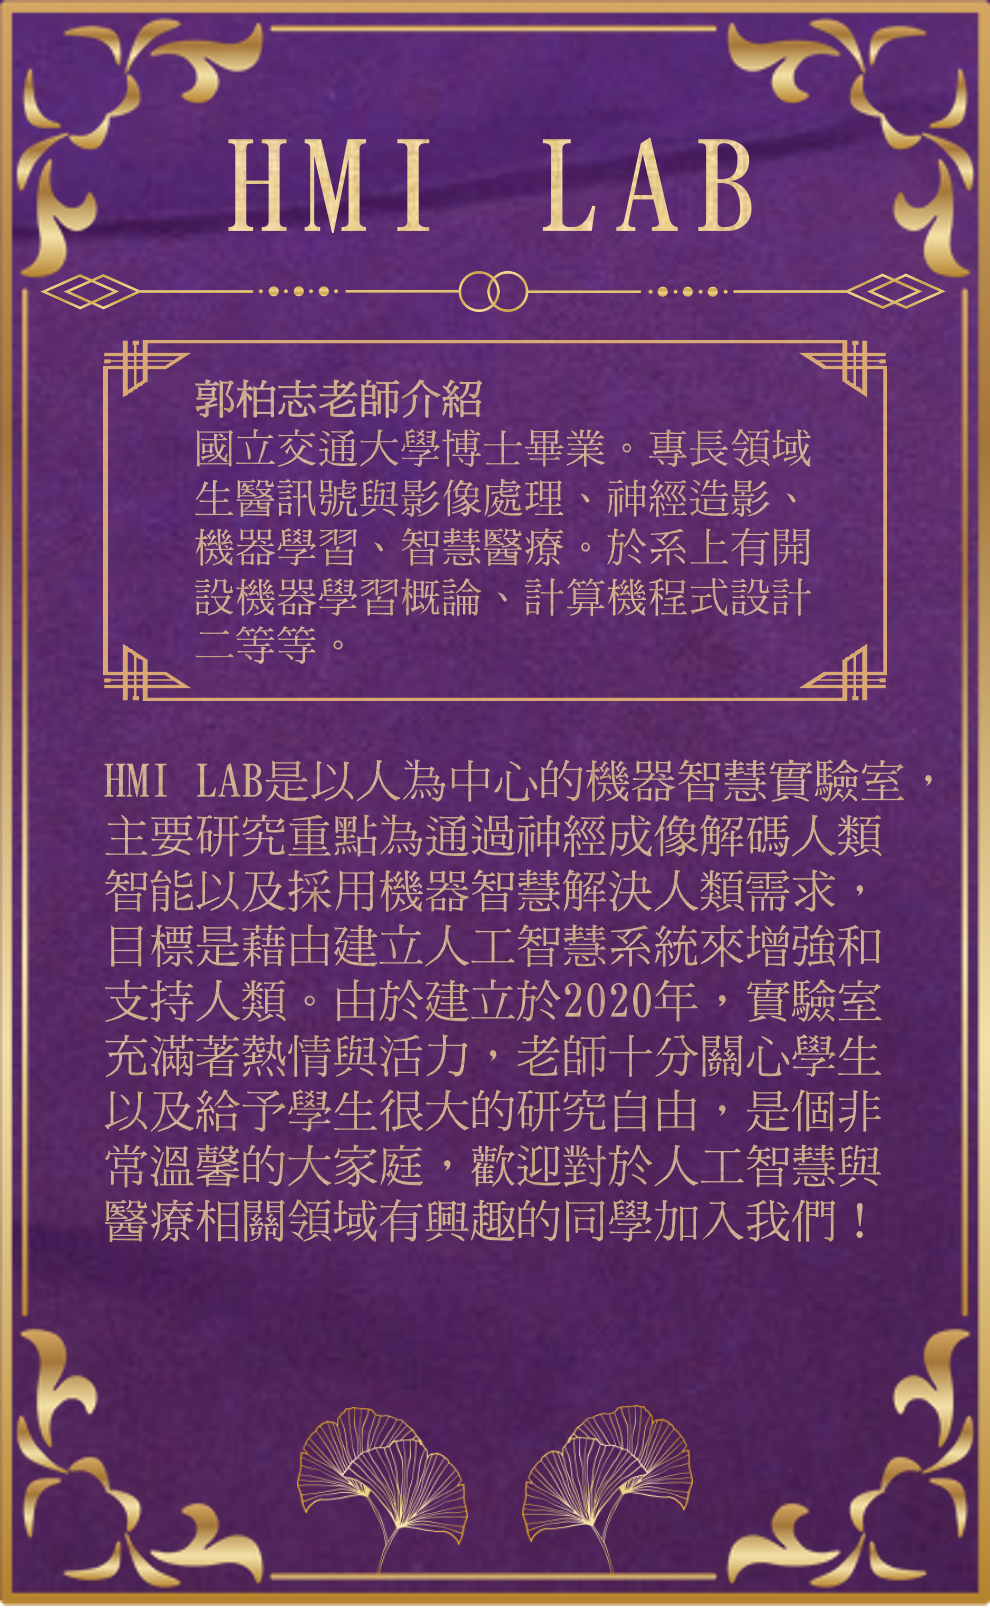 HMI LAB
郭柏志老師介紹
國立交通大學博士畢業。專長領域
生醫訊號與影像處理、神經造影、
機器學習、智慧醫療。於系上有開
設機器學習概論、計算機程式設計
二等等。
HMI LAB是以人為中心的機器智慧實驗室，
主要研究重點為通過神經成像解碼人類
智能以及採用機器智慧解決人類需求，
目標是藉由建立人工智慧系統來增強和
支持人類。由於建立於2020年，實驗室
充滿著熱情與活力，老師十分關心學生
以及給予學生很大的研究自由，是個非
常溫馨的大家庭，歡迎對於人工智慧與
醫療相關領域有興趣的同學加入我們！